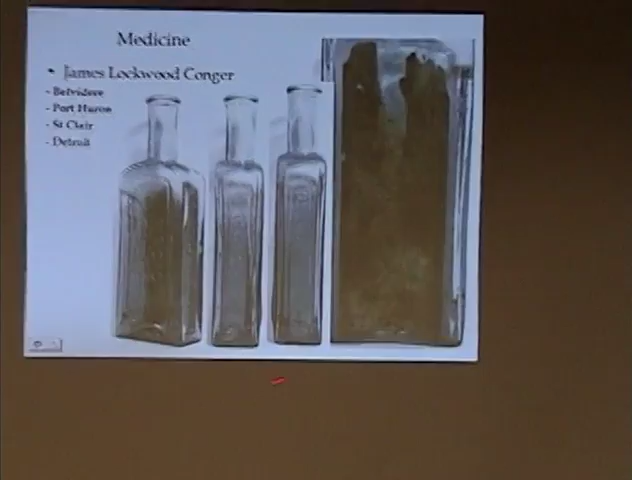 Medicine
• James Lockwood Conger
- Belvidere
- Port Huron
- St Clair
- Detroit